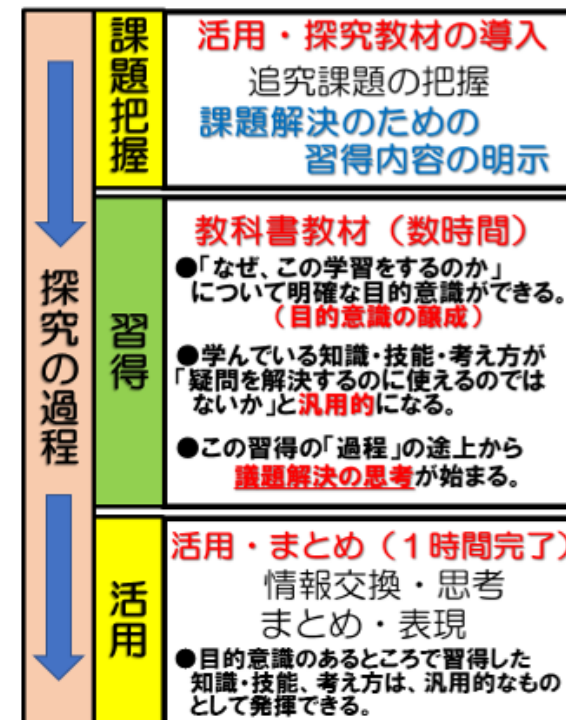 探究の過程
課題把握
活用・探究教材の導入
追究課題の把握
課題解決のための
習得内容の明示
習得
教科書教材（数時間）
●「なぜ、この学習をするのか」
について明確な目的意識ができる。
（目的意識の醸成）
●学んでいる知識・技能・考え方が
「疑問を解決するのに使えるのでは
ないか」と汎用的になる。
●この習得の「過程」の途上から
議題解決の思考が始まる。
活用
活用・まとめ（１時間完了）
情報交換・思考
まとめ・表現
●目的意識のあるところで習得した
知識・技能、考え方は、汎用的なもの
として発揮できる。